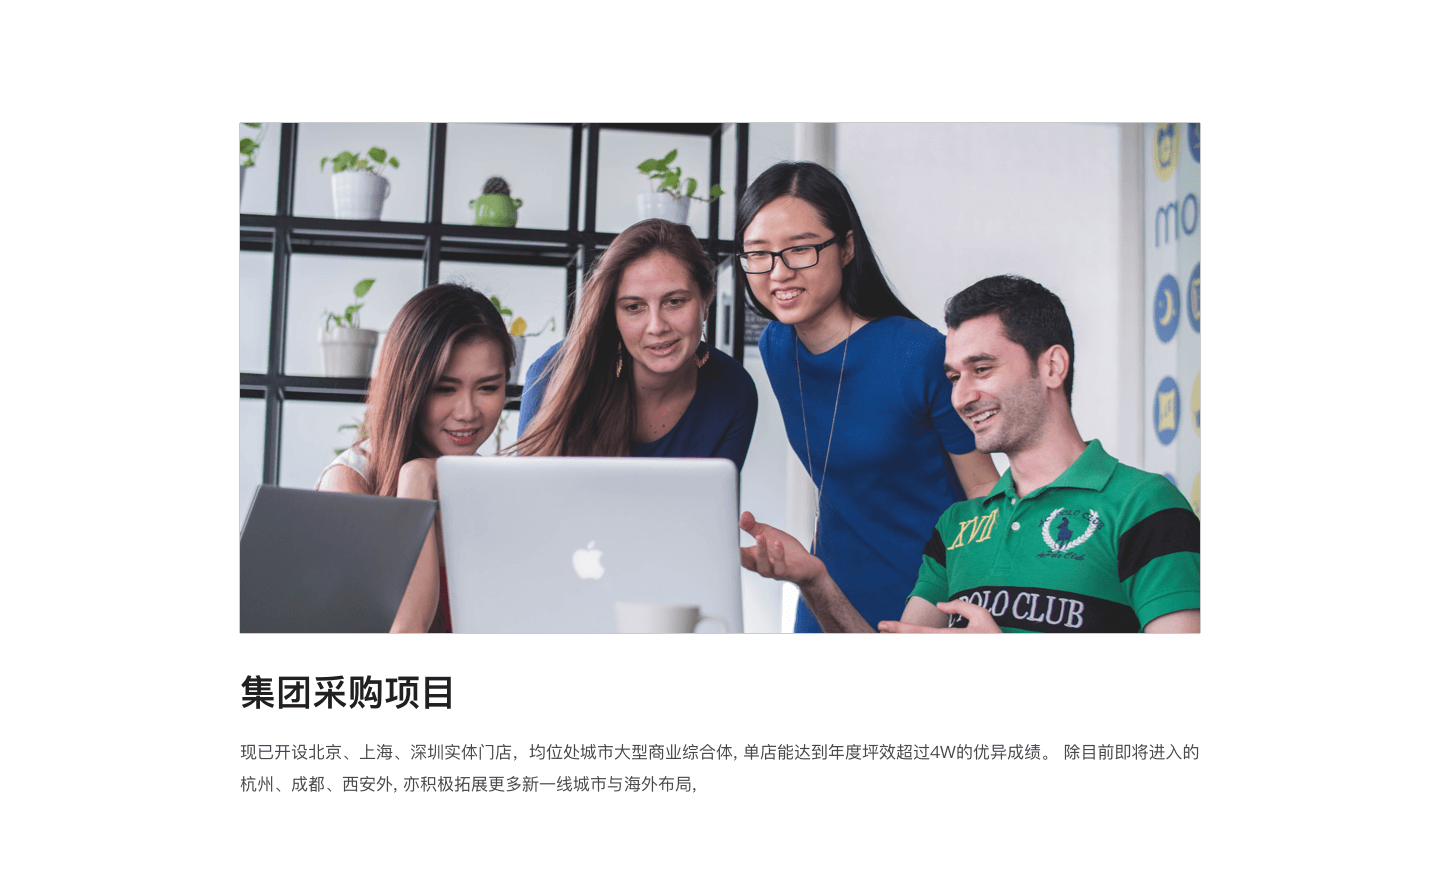 mo
XVII
POLO CLUB
集团采购项目
现已开设北京、上海、深圳实体门店，均位处城市大型商业综合体, 单店能达到年度坪效超过4W的优异成绩。 除目前即将进入的
杭州、成都、西安外, 亦积极拓展更多新一线城市与海外布局,